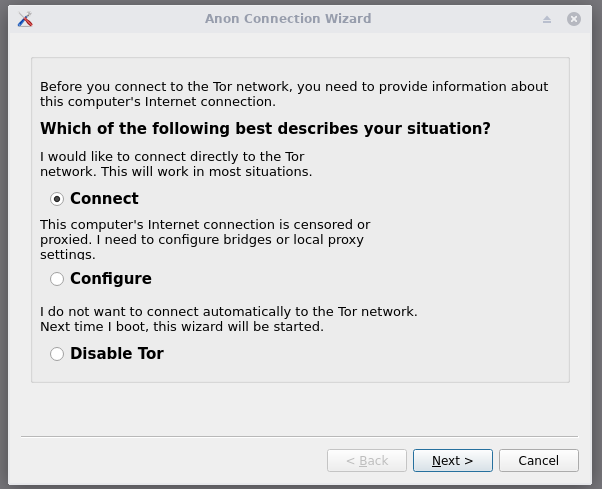 Anon Connection Wizard
Before you connect to the Tor network, you need to provide information about
this computer's Internet connection.
Which of the following best describes your situation?
I would like to connect directly to the Tor
network. This will work in most situations.
Connect
This computer's Internet connection is censored or
proxied. I need to configure bridges or local proxy
settings.
Configure
I do not want to connect automatically to the Tor network.
Next time I boot, this wizard will be started.
Disable Tor
< Back
Next >
Cancel